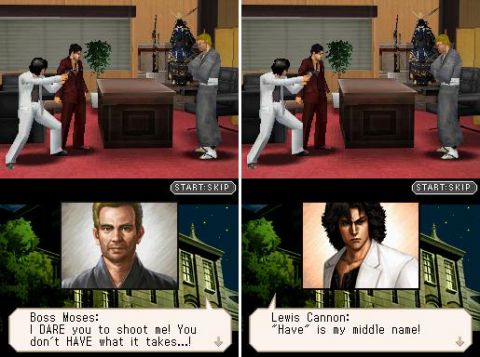 START:SKIP
Boss Moses:
I DARE you to shoot me! You
don't HAVE what it takes...!
START:SKIP
Lewis Cannon:
"Have" is my middle name!